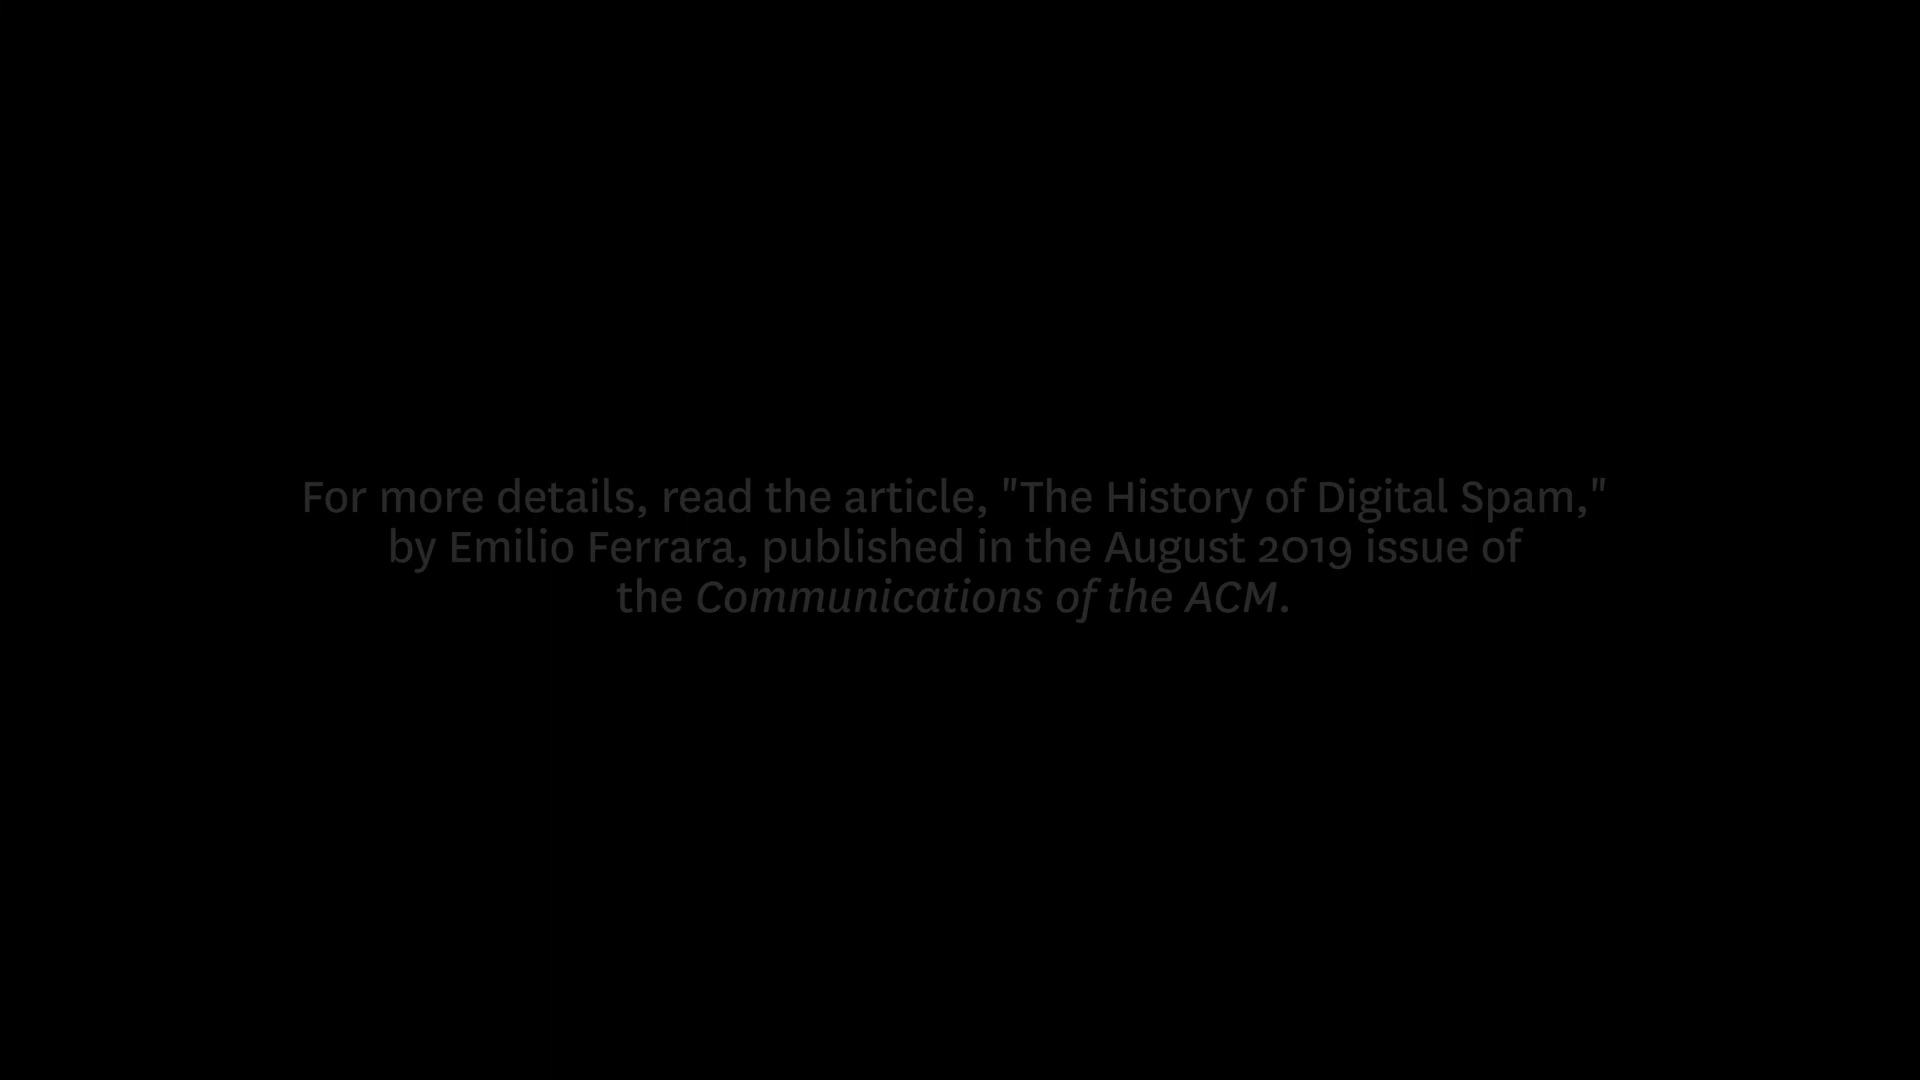 For more details, read the article, "The History of Digital Spam,"
by Emilio Ferrara, published in the August 2019 issue of
the Communications of the ACM.